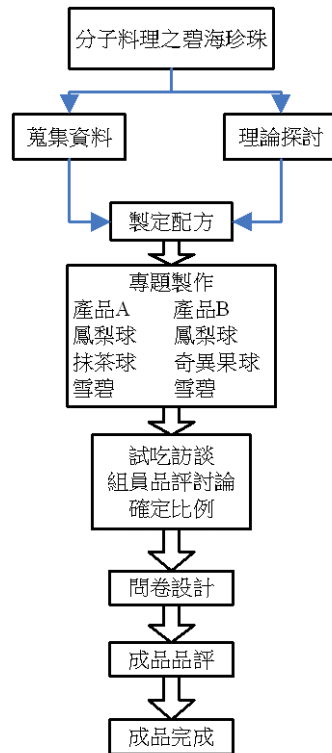 分子料理之碧海珍珠
蒐集資料
理論探討
製定配方
專題製作
產品A 產品B
鳳梨球 鳳梨球
抹茶球 奇異果球
雪碧 雪碧
試吃訪談
組員品評討論
確定比例
問卷設計
成品品評
成品完成